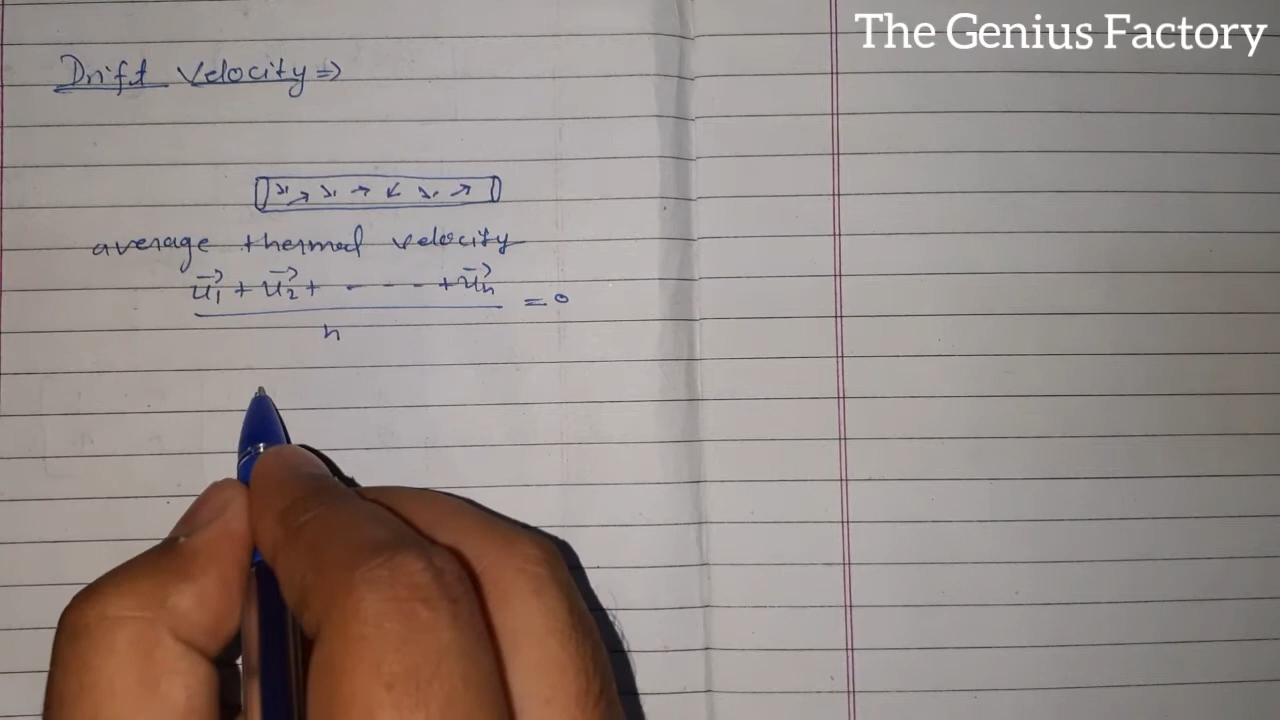 The Genius Factory
Drift Velocity ⇒
average thermal velocity
u⃗₁ + u⃗₂ + - - - - + u⃗ₙ = 0
n